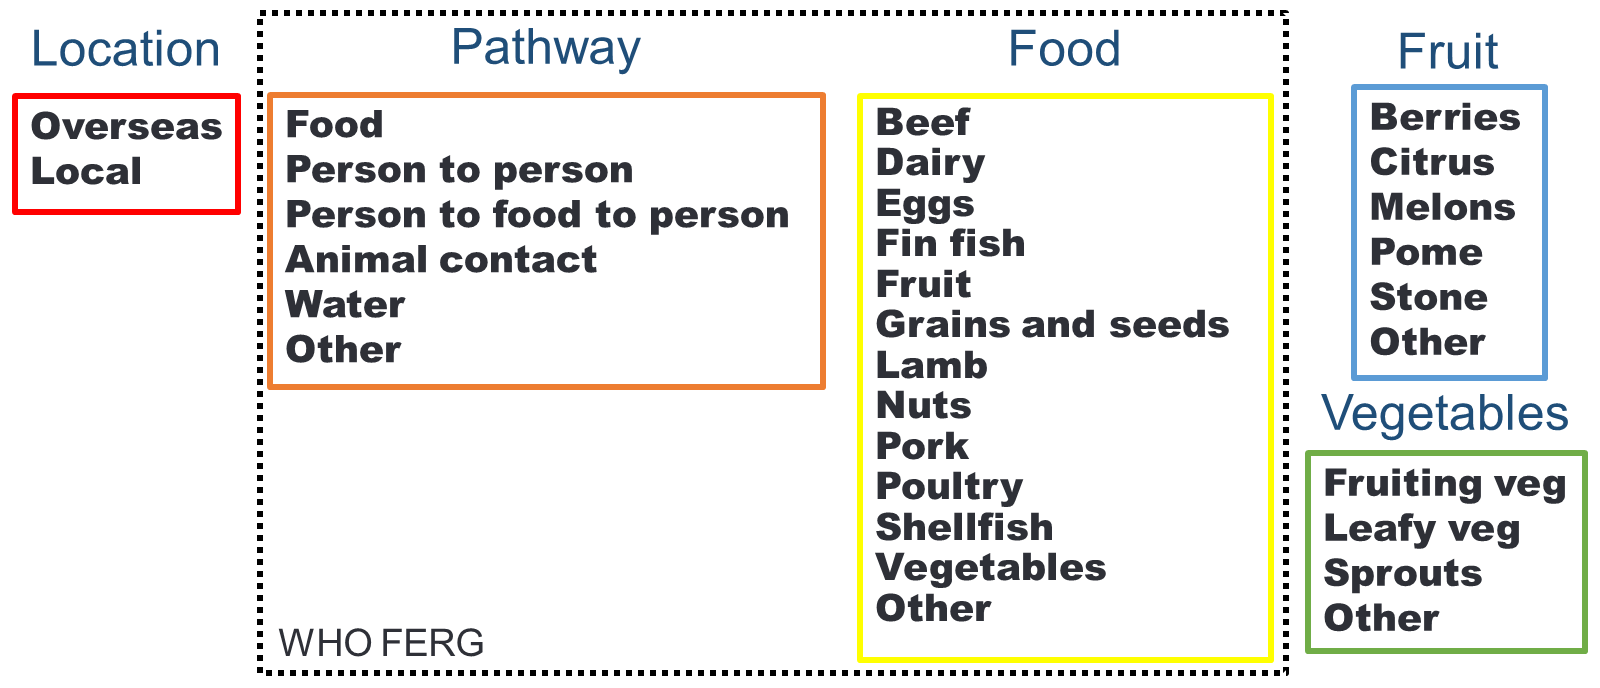 Location
Overseas
Local
Pathway
Food
Person to person
Person to food to person
Animal contact
Water
Other
WHO FERG
Food
Beef
Dairy
Eggs
Fin fish
Fruit
Grains and seeds
Lamb
Nuts
Pork
Poultry
Shellfish
Vegetables
Other
Fruit
Berries
Citrus
Melons
Pome
Stone
Other
Vegetables
Fruiting veg
Leafy veg
Sprouts
Other